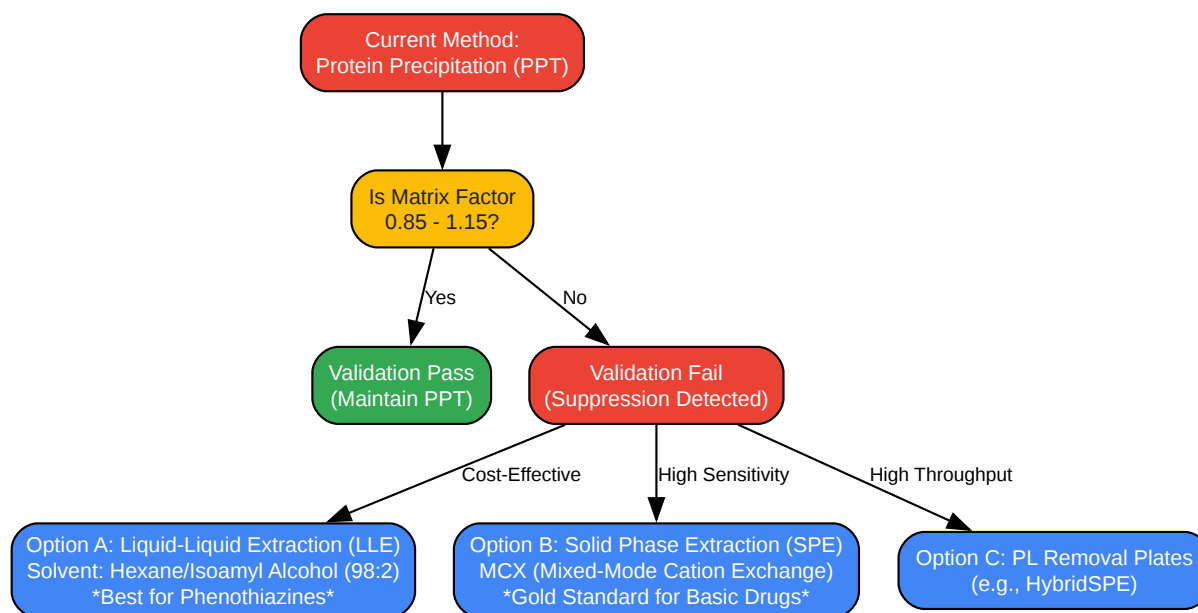 Current Method:
Protein Precipitation (PPT)
Is Matrix Factor
0.85 - 1.15?
Yes
No
Validation Pass
(Maintain PPT)
Validation Fail
(Suppression Detected)
Cost-Effective
High Sensitivity
High Throughput
Option A: Liquid-Liquid Extraction (LLE)
Solvent: Hexane/Isoamyl Alcohol (98:2)
*Best for Phenothiazines*
Option B: Solid Phase Extraction (SPE)
MCX (Mixed-Mode Cation Exchange)
*Gold Standard for Basic Drugs*
Option C: PL Removal Plates
(e.g., HybridSPE)